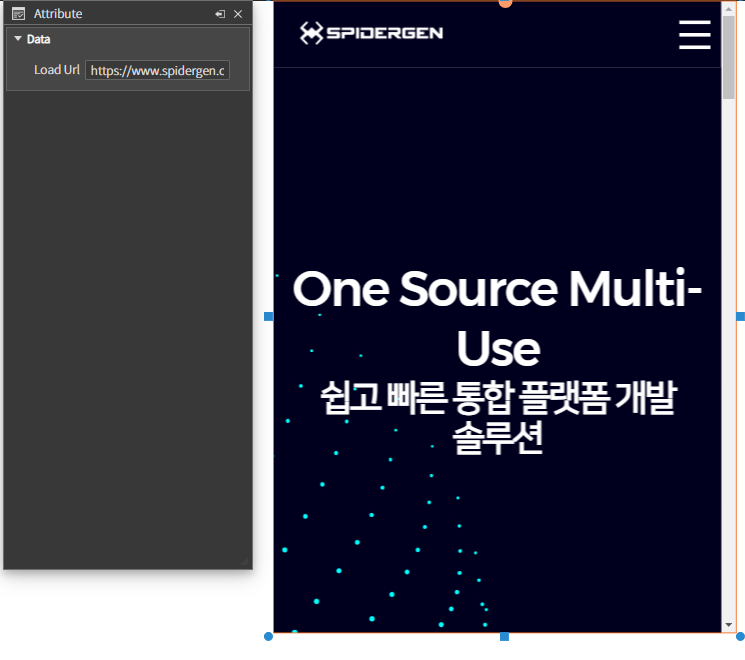 Attribute
Data
Load Url https://www.spidergen.c
SPIDERGEN
One Source Multi-
Use
쉽고 빠른 통합 플랫폼 개발
솔루션